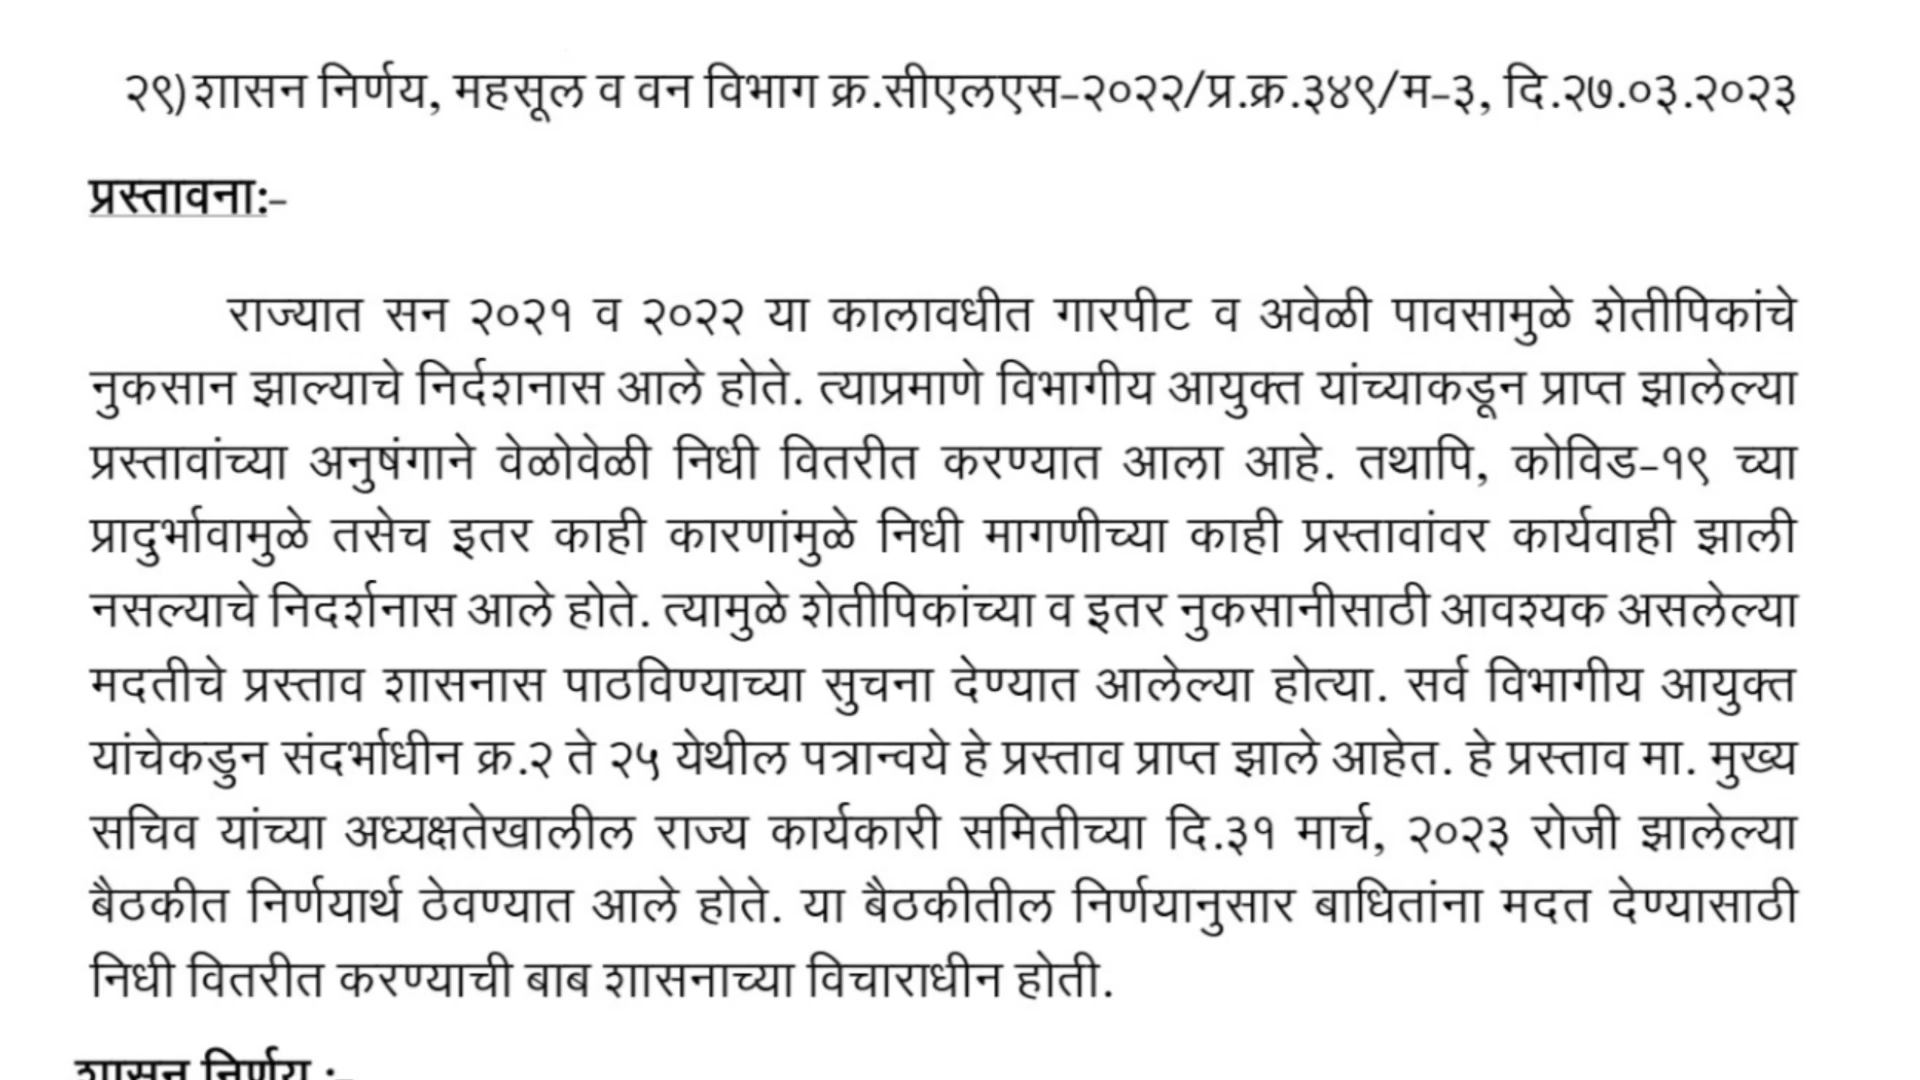 २९)शासन निर्णय, महसूल व वन विभाग क्र.सीएलएस-२०२२/प्र.क्र.३४९/म-३, दि.२७.०३.२०२३
प्रस्तावना:-
राज्यात सन २०२१ व २०२२ या कालावधीत गारपीट व अवेळी पावसामुळे शेतीपिकांचे
नुकसान झाल्याचे निर्दशनास आले होते. त्याप्रमाणे विभागीय आयुक्त यांच्याकडून प्राप्त झालेल्या
प्रस्तावांच्या अनुषंगाने वेळोवेळी निधी वितरीत करण्यात आला आहे. तथापि, कोविड-१९ च्या
प्रादुर्भावामुळे तसेच इतर काही कारणांमुळे निधी मागणीच्या काही प्रस्तावांवर कार्यवाही झाली
नसल्याचे निदर्शनास आले होते. त्यामुळे शेतीपिकांच्या व इतर नुकसानीसाठी आवश्यक असलेल्या
मदतीचे प्रस्ताव शासनास पाठविण्याच्या सुचना देण्यात आलेल्या होत्या. सर्व विभागीय आयुक्त
यांचेकडुन संदर्भाधीन क्र.२ ते २५ येथील पत्रान्वये हे प्रस्ताव प्राप्त झाले आहेत. हे प्रस्ताव मा. मुख्य
सचिव यांच्या अध्यक्षतेखालील राज्य कार्यकारी समितीच्या दि.३१ मार्च, २०२३ रोजी झालेल्या
बैठकीत निर्णयार्थ ठेवण्यात आले होते. या बैठकीतील निर्णयानुसार बाधितांना मदत देण्यासाठी
निधी वितरीत करण्याची बाब शासनाच्या विचाराधीन होती.
शासन निर्णय :-